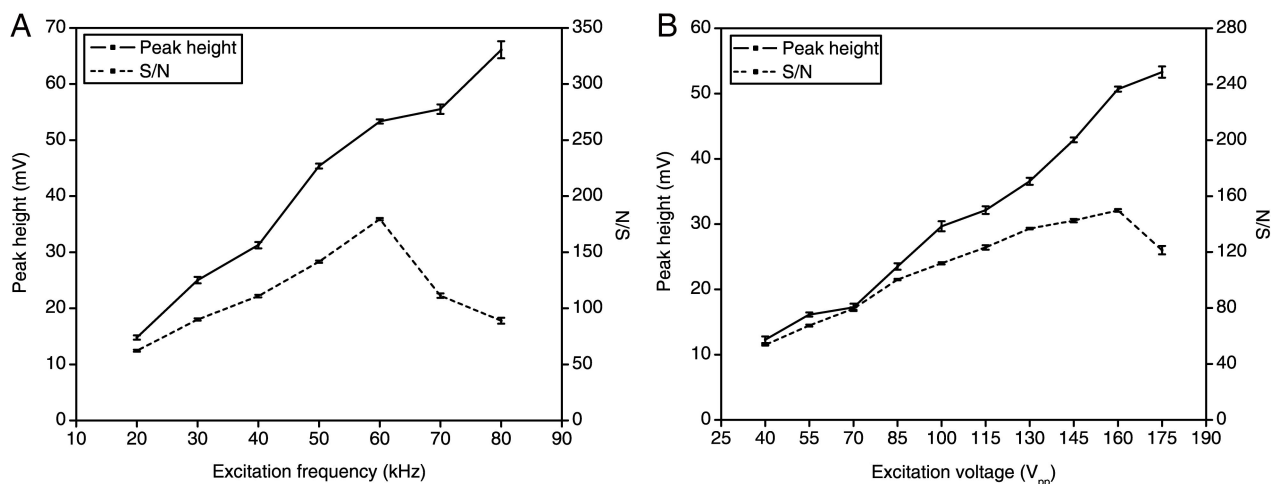 A
Peak height
S/N
70
60
50
40
30
20
10
0
Peak height (mV)
350
300
250
200
150
100
50
0
S/N
10 20 30 40 50 60 70 80 90
Excitation frequency (kHz)
B
Peak height
S/N
60
50
40
30
20
10
0
Peak height (mV)
280
240
200
160
120
80
40
0
S/N
25 40 55 70 85 100 115 130 145 160 175 190
Excitation voltage (Vpp)